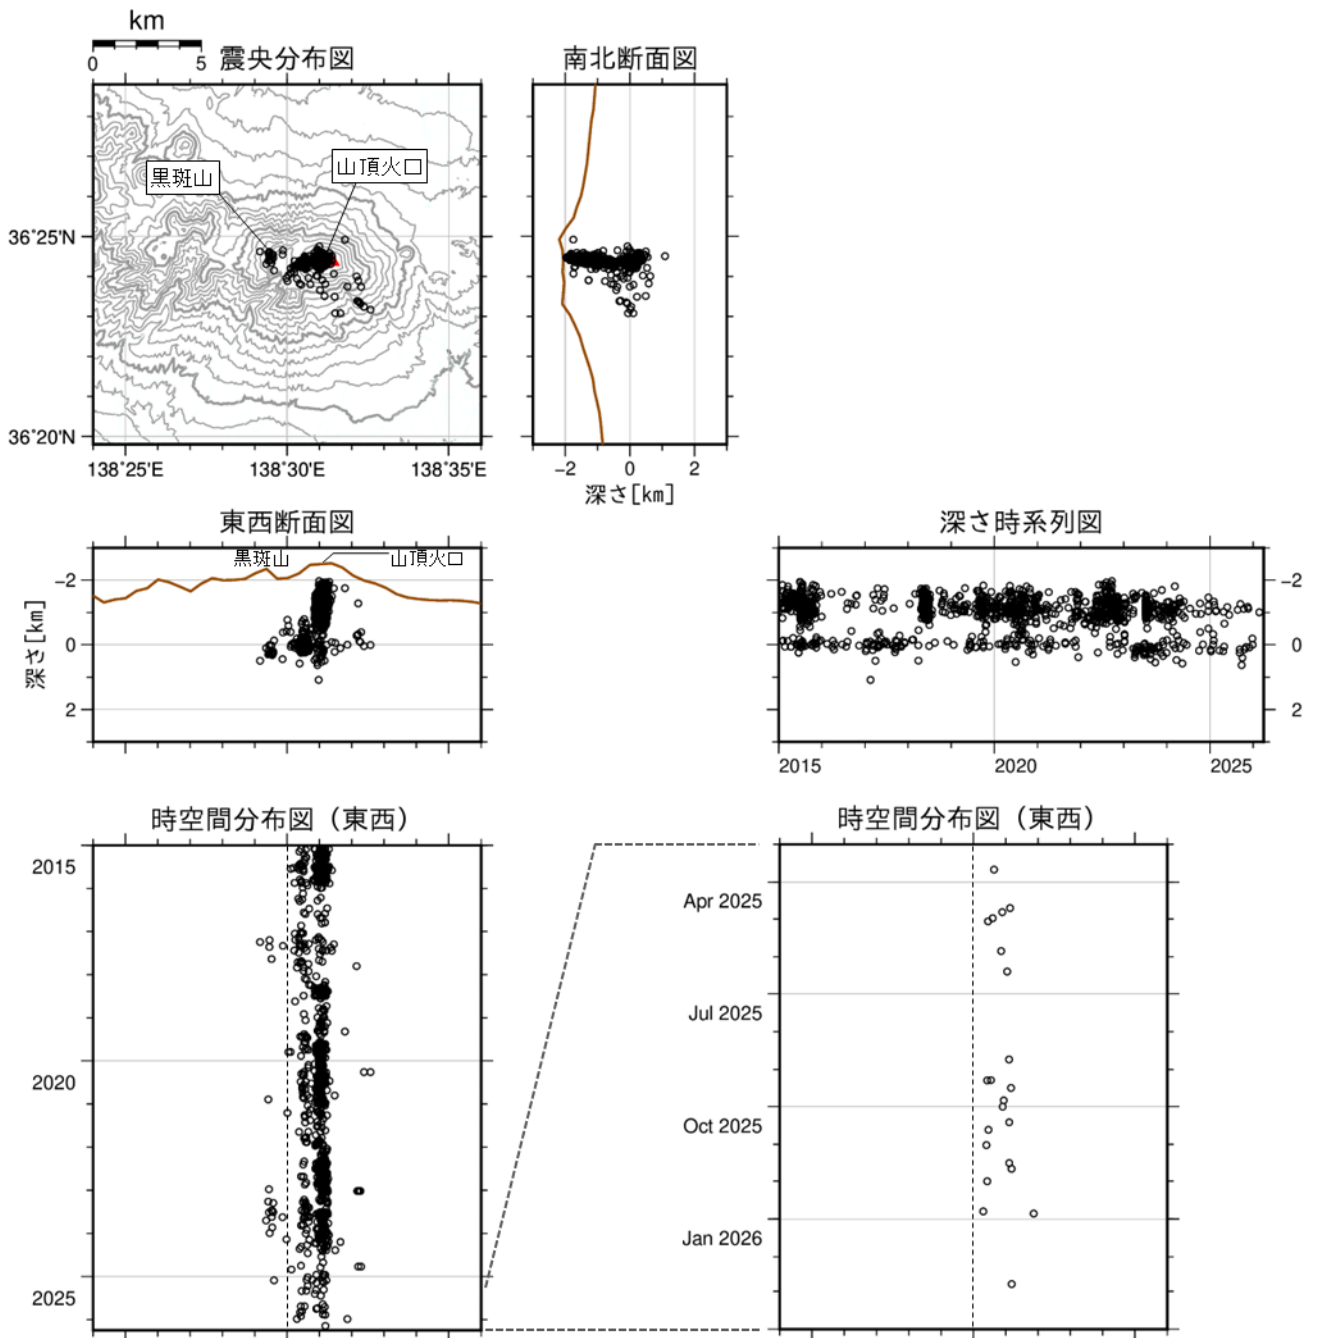 km
0 5
震央分布図
南北断面図
黒斑山
山頂火口
36°25'N
36°20'N
138°25'E 138°30'E 138°35'E
-2 0 2
深さ[km]
東西断面図
深さ時系列図
黒斑山
山頂火口
-2
0
2
深さ[km]
-2
0
2
2015 2020 2025
時空間分布図（東西）
時空間分布図（東西）
2015
2020
2025
Apr 2025
Jul 2025
Oct 2025
Jan 2026